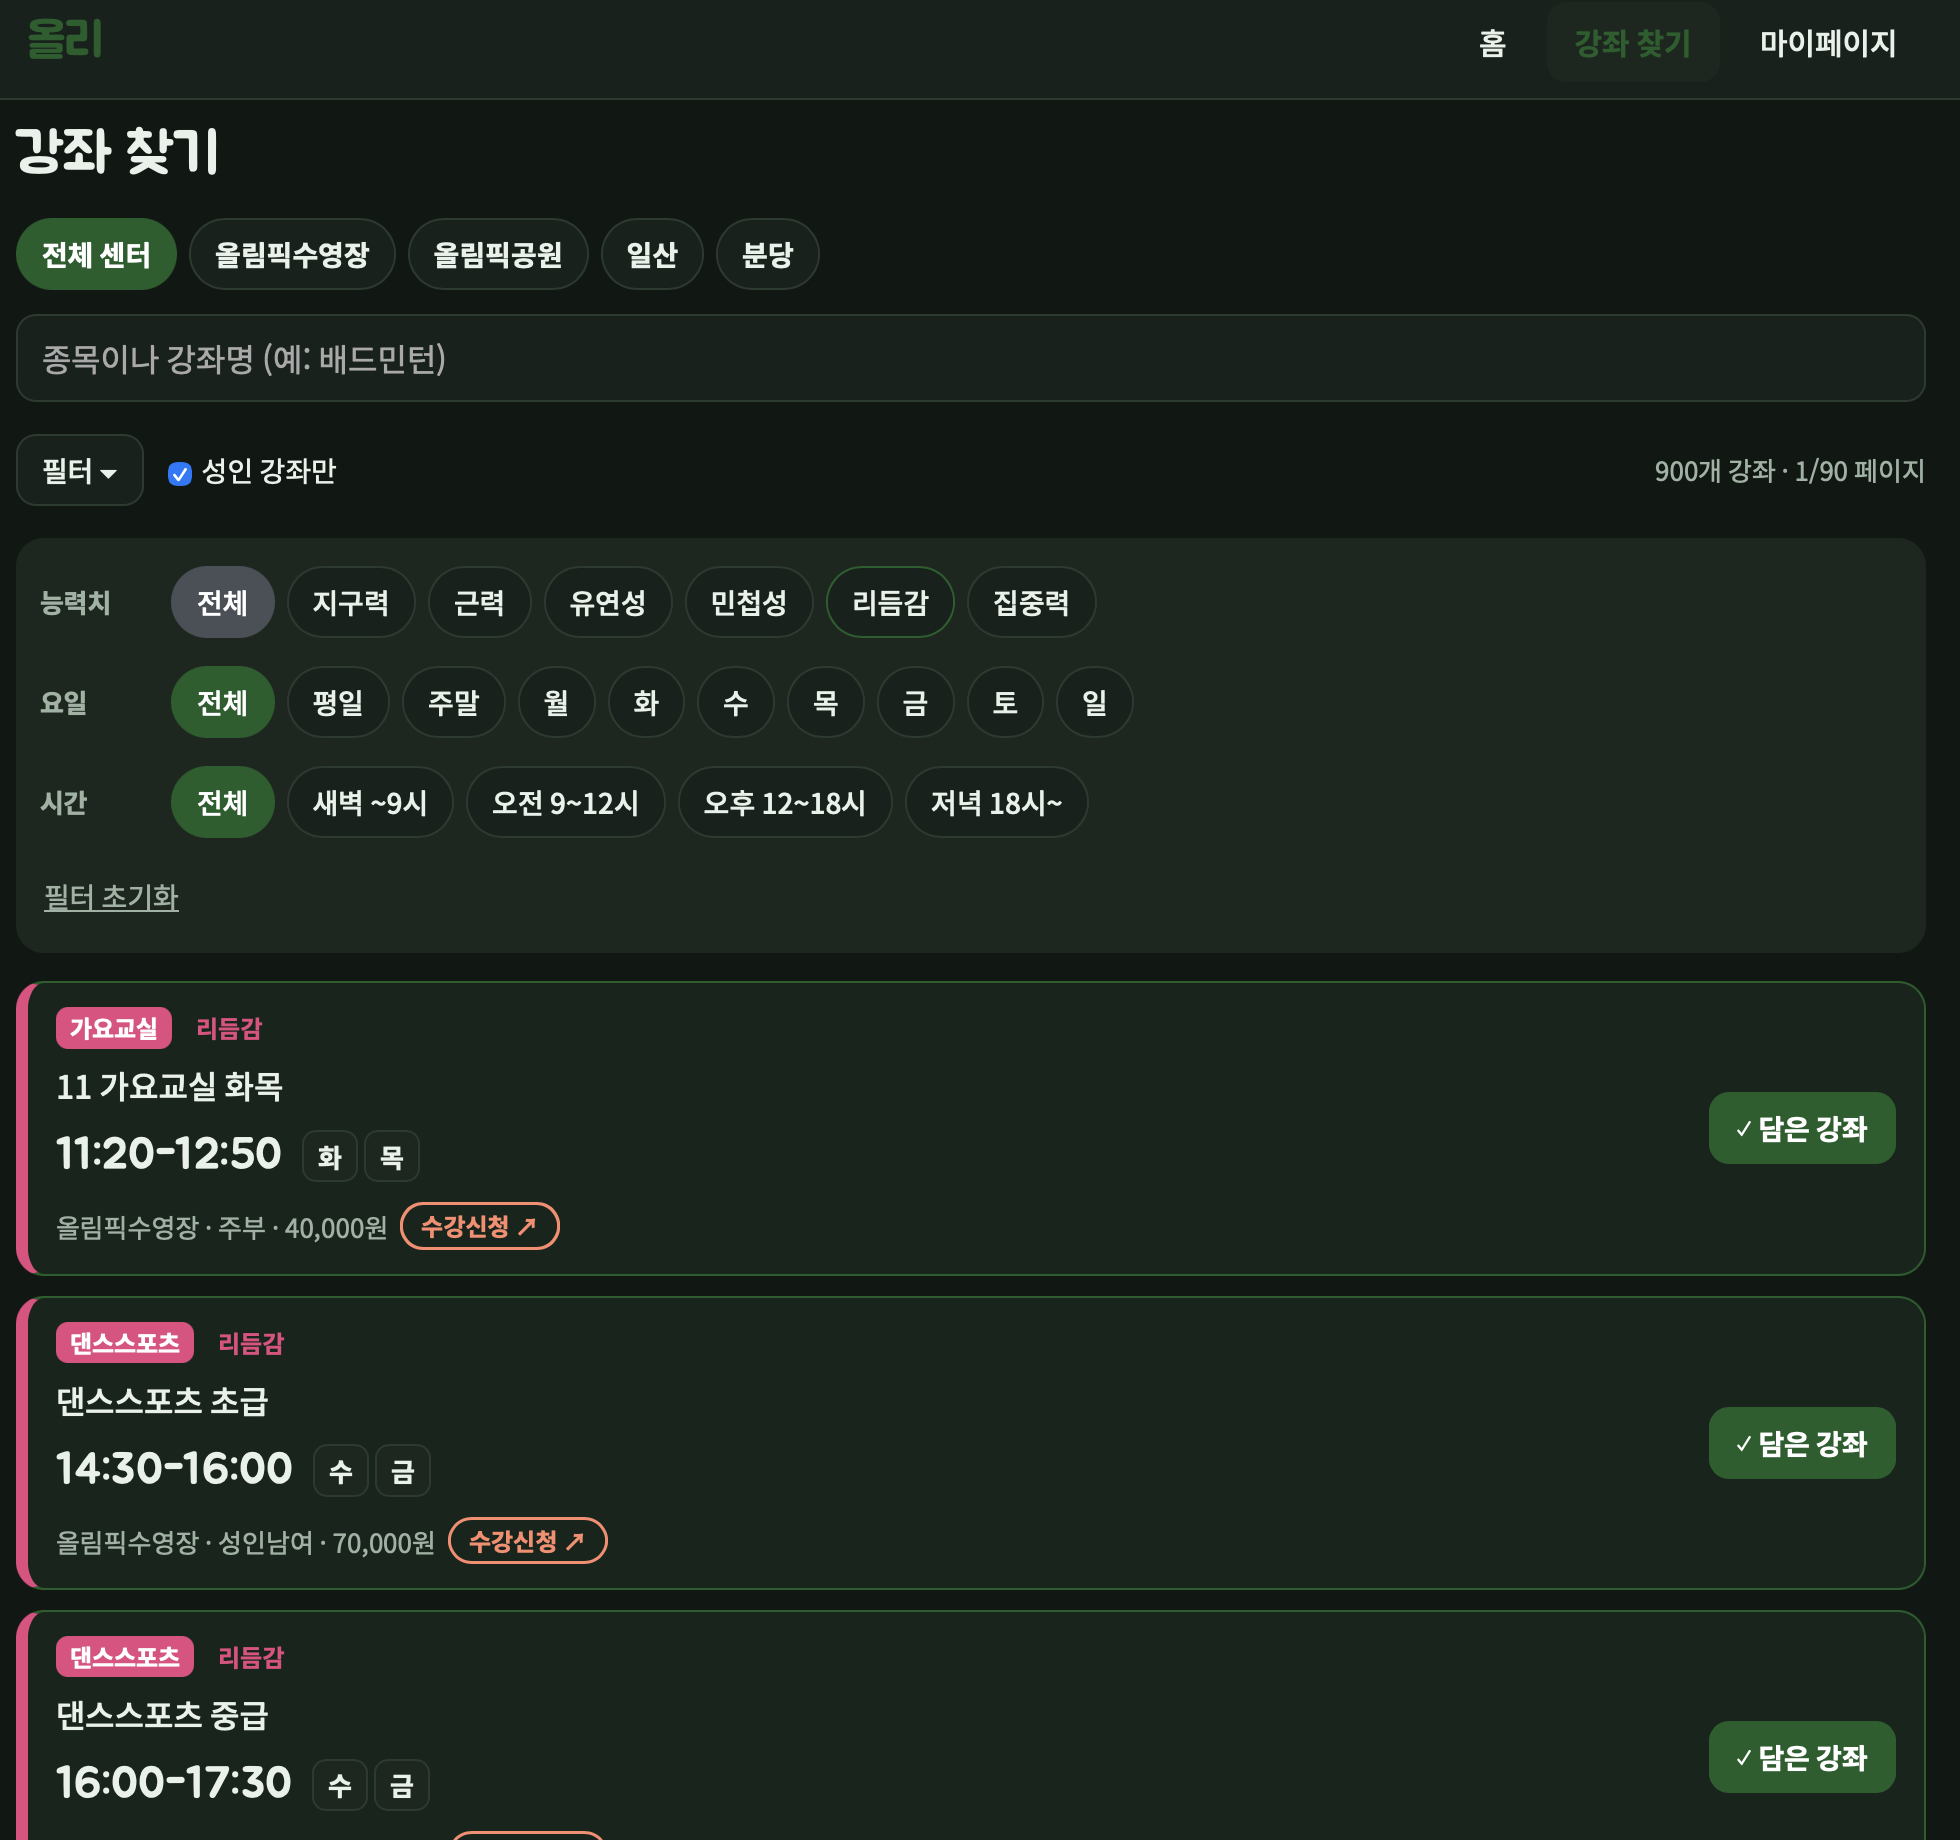 올리
홈 강좌 찾기 마이페이지
강좌 찾기
전체 센터 올림픽수영장 올림픽공원 일산 분당
종목이나 강좌명 (예: 배드민턴)
필터 성인 강좌만 900개 강좌 · 1/90 페이지
능력치 전체 지구력 근력 유연성 민첩성 리듬감 집중력
요일 전체 평일 주말 월 화 수 목 금 토 일
시간 전체 새벽 ~9시 오전 9~12시 오후 12~18시 저녁 18시~
필터 초기화
가요교실 리듬감
11 가요교실 화목
11:20-12:50 화 목
✓ 담은 강좌
올림픽수영장 · 주부 · 40,000원 수강신청 ↗
댄스스포츠 리듬감
댄스스포츠 초급
14:30-16:00 수 금
✓ 담은 강좌
올림픽수영장 · 성인남여 · 70,000원 수강신청 ↗
댄스스포츠 리듬감
댄스스포츠 중급
16:00-17:30 수 금
✓ 담은 강좌